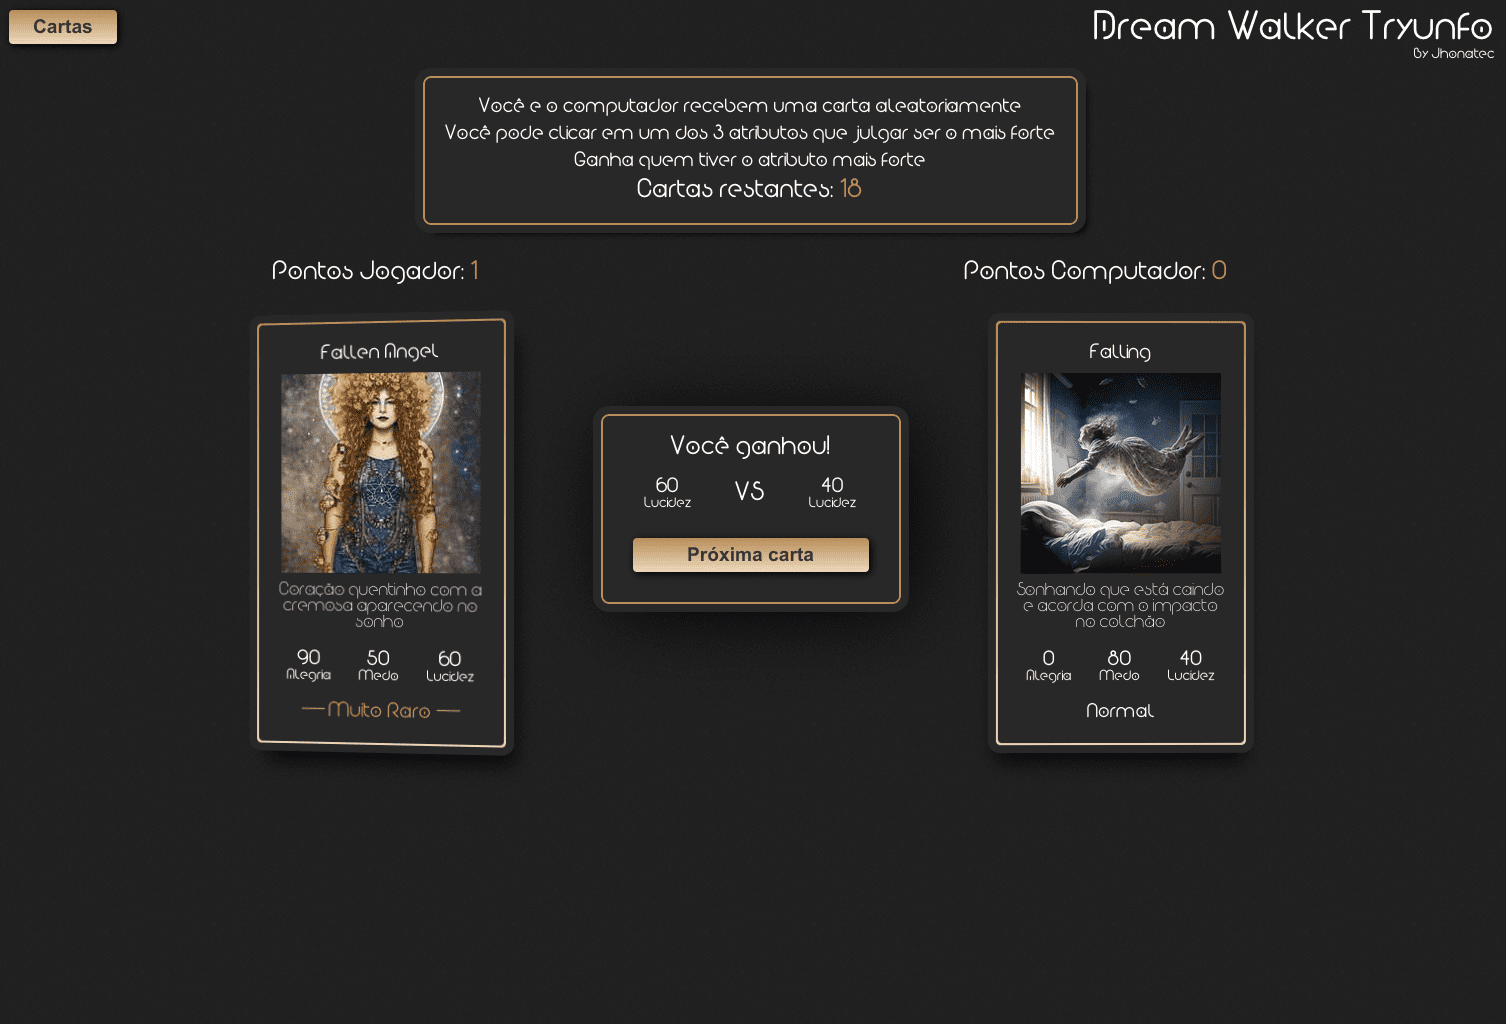 Cartas
Dream Walker Tryunfo
By Jhonatec
Você e o computador recebem uma carta aleatoriamente
Você pode clicar em um dos 3 atributos que julgar ser o mais forte
Ganha quem tiver o atributo mais forte
Cartas restantes: 18
Pontos Jogador: 1
Pontos Computador: 0
Fallen Angel
Coração quentinho com a
cremosa aparecendo no
sonho
90 50 60
Alegria Medo Lucidez
Muito Raro
Você ganhou!
60 VS 40
Lucidez Lucidez
Próxima carta
Falling
Sonhando que está caindo
e acorda com o impacto
no colchão
0 80 40
Alegria Medo Lucidez
Normal